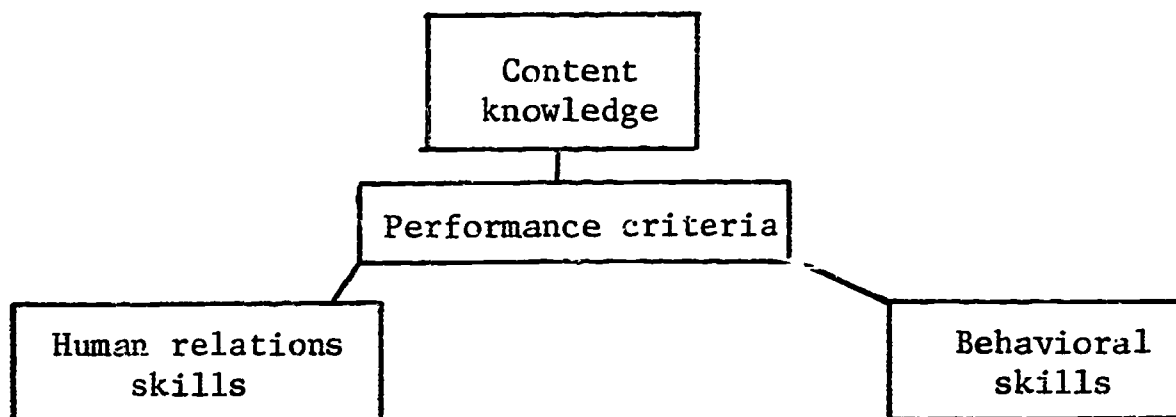 Content
knowledge
Performance criteria
Human relations
skills
Behavioral
skills